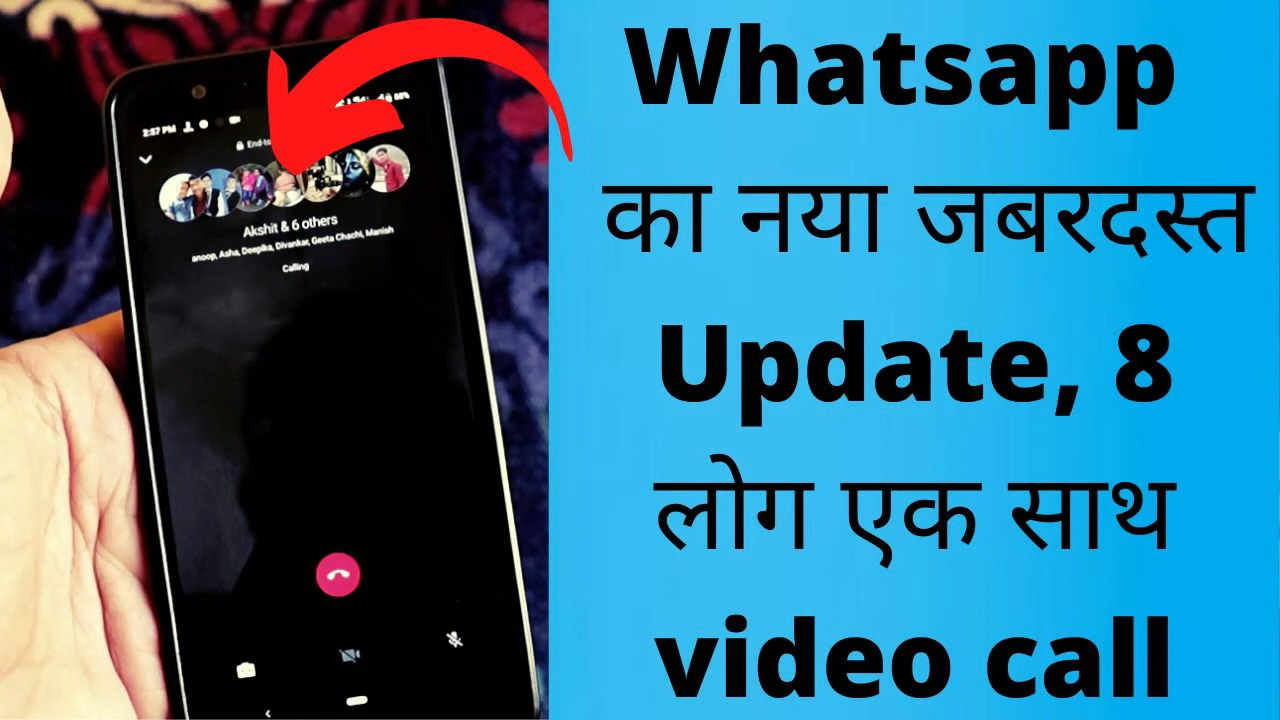 2:57 PM
68%
Akshit & 6 others
anoop, Asha, Deepika, Divankar, Geeta Chachi, Manish
Calling
Whatsapp
का नया जबरदस्त
Update, 8
लोग एक साथ
video call